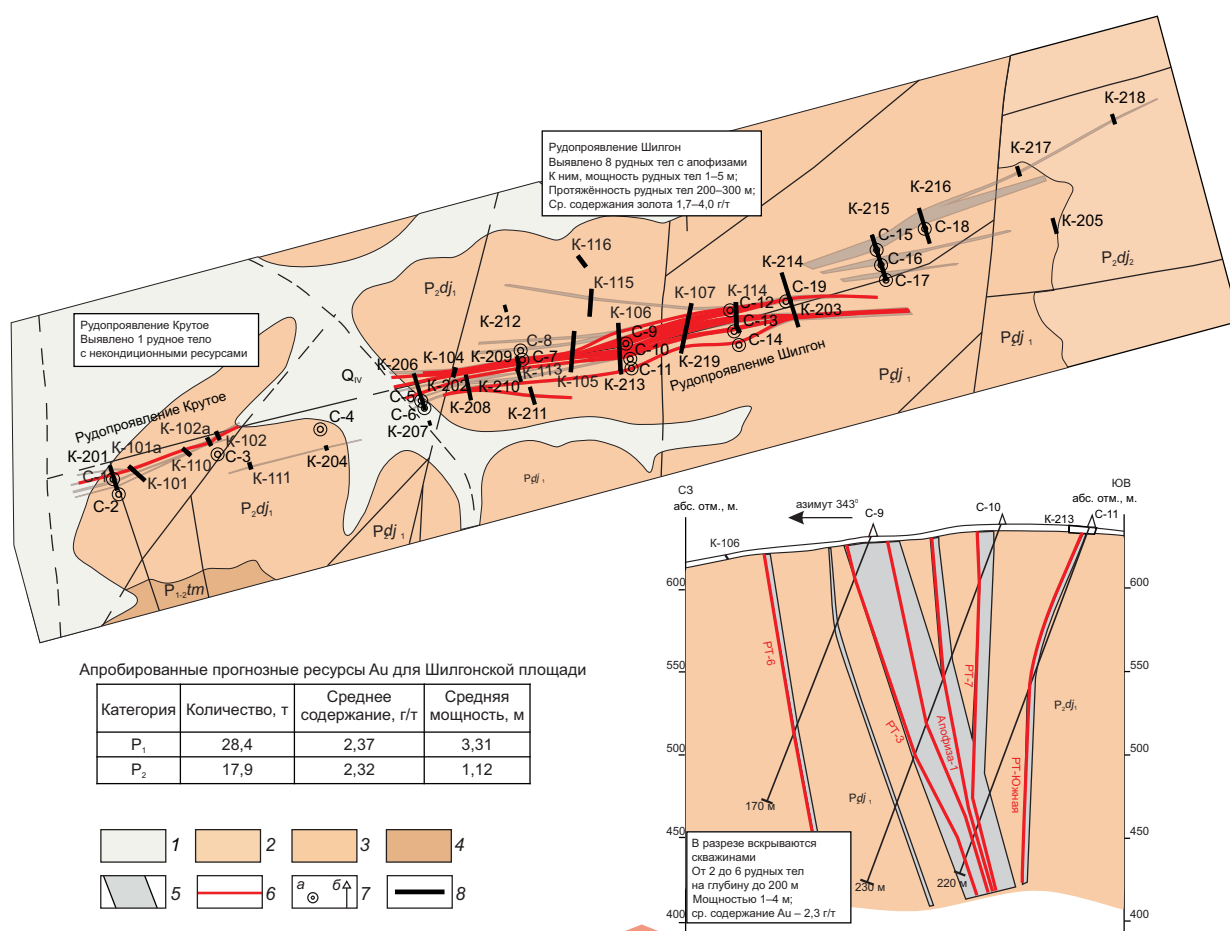 К-218
К-217
Рудопроявление Шилгон
Выявлено 8 рудных тел с апофизами
К ним, мощность рудных тел 1–5 м;
Протяжённость рудных тел 200–300 м;
Ср. содержания золота 1,7–4,0 г/т
К-216
К-215
К-205
С-15
С-18
К-116
С-16
P₂dj₂
К-214
С-17
P₂dj₁
К-115
К-107
К-114
С-12
С-19
К-212
К-106
К-203
Рудопроявление Крутое
Выявлено 1 рудное тело
с некондиционными ресурсами
С-9
С-13
С-8
С-14
P₂dj₁
К-206
К-104
К-209
С-7
С-10
К-219
Рудопроявление Шилгон
К-113
С-11
Q_IV
К-202
К-210
К-105
К-213
P₂dj₁
С-5
С-6
К-208
К-211
Рудопроявление Крутое
К-207
С-4
К-102а
К-102
К-201
К-101а
С-3
К-204
К-110
С-1
К-101
К-111
С-2
P₂dj₁
P₂dj₁
P₂dj₁
P₁₋₂tm
СЗ
абс. отм., м.
азимут 343°
С-9
С-10
К-213
ЮВ
абс. отм., м.
С-11
К-106
600
600
550
550
500
500
450
450
400
400
РТ-6
РТ-3
Апофиза-1
РТ-7
РТ-Южная
P₂dj₁
P₂dj₁
170 м
230 м
220 м
В разрезе вскрываются
скважинами
От 2 до 6 рудных тел
на глубину до 200 м
Мощностью 1–4 м;
ср. содержание Au – 2,3 г/т
Апробированные прогнозные ресурсы Au для Шилгонской площади
Категория Количество, т Среднее содержание, г/т Средняя мощность, м
P₁ 28,4 2,37 3,31
P₂ 17,9 2,32 1,12
1 2 3 4
5 6 а б 7 8